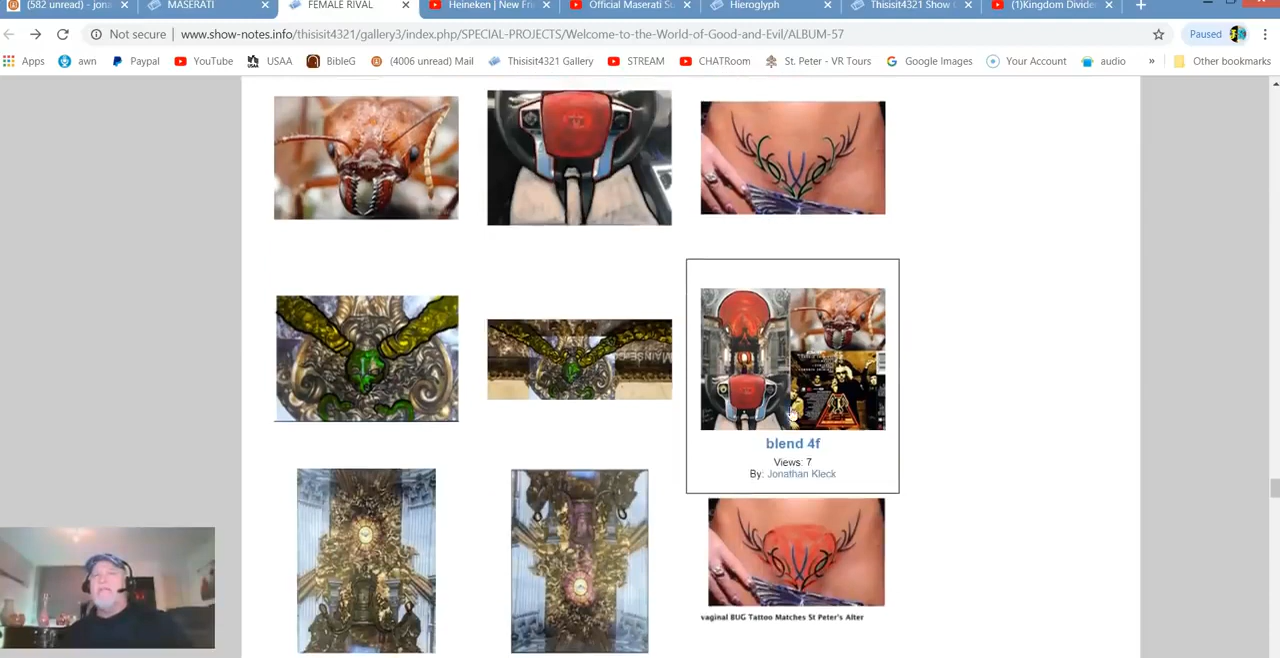 (582 unread) - jona
MASERATI
FEMALE RIVAL
Heineken | New Fri
Official Maserati Su
Hieroglyph
Thisisit4321 Show
(1)Kingdom Divide
Not secure
www.show-notes.info/thisisit4321/gallery3/index.php/SPECIAL-PROJECTS/Welcome-to-the-World-of-Good-and-Evil/ALBUM-57
Paused
Apps
awn
Paypal
YouTube
USAA
BibleG
(4006 unread) Mail
Thisisit4321 Gallery
STREAM
CHATRoom
St. Peter - VR Tours
Google Images
Your Account
audio
»
Other bookmarks
blend 4f
Views: 7
By: Jonathan Kleck
vaginal BUG Tattoo Matches St Peter's Alter